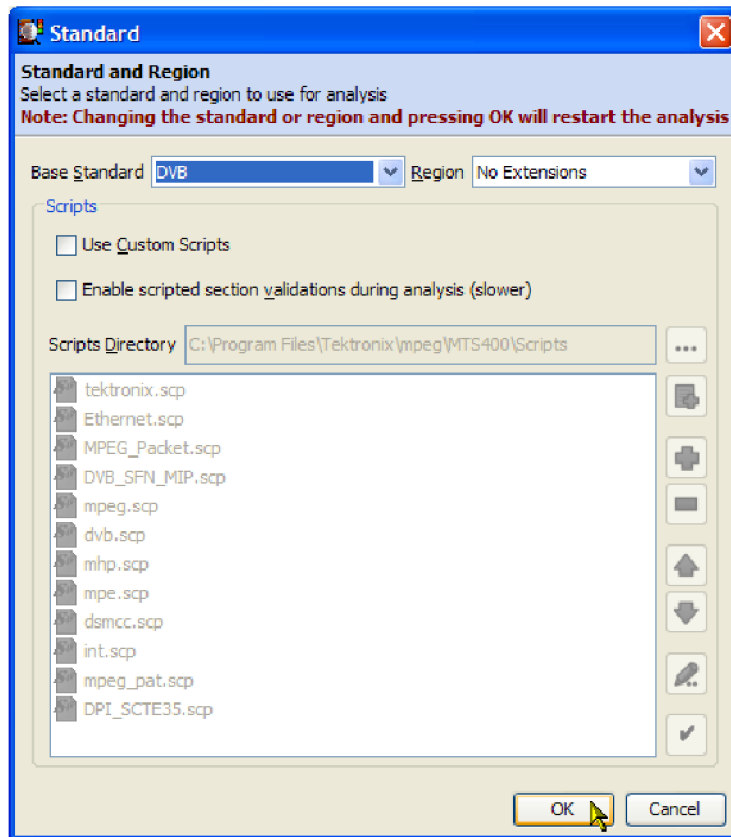 Standard
Standard and Region
Select a standard and region to use for analysis
Note: Changing the standard or region and pressing OK will restart the analysis
Base Standard DVB Region No Extensions
Scripts
Use Custom Scripts
Enable scripted section validations during analysis (slower)
Scripts Directory C:\Program Files\Tektronix\mpeg\MTS400\Scripts ...
tektronix.scp
Ethernet.scp
MPEG_Packet.scp
DVB_SFN_MIP.scp
mpeg.scp
dvb.scp
mhp.scp
mpe.scp
dsmcc.scp
int.scp
mpeg_pat.scp
DPI_SCTE35.scp
OK Cancel